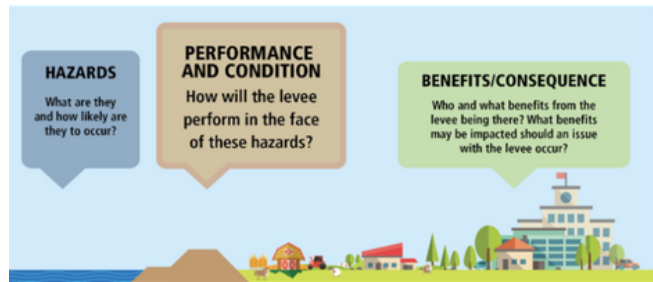 HAZARDS
What are they
and how likely are
they to occur?
PERFORMANCE
AND CONDITION
How will the levee
perform in the face
of these hazards?
BENEFITS/CONSEQUENCE
Who and what benefits from the
levee being there? What benefits
may be impacted should an issue
with the levee occur?